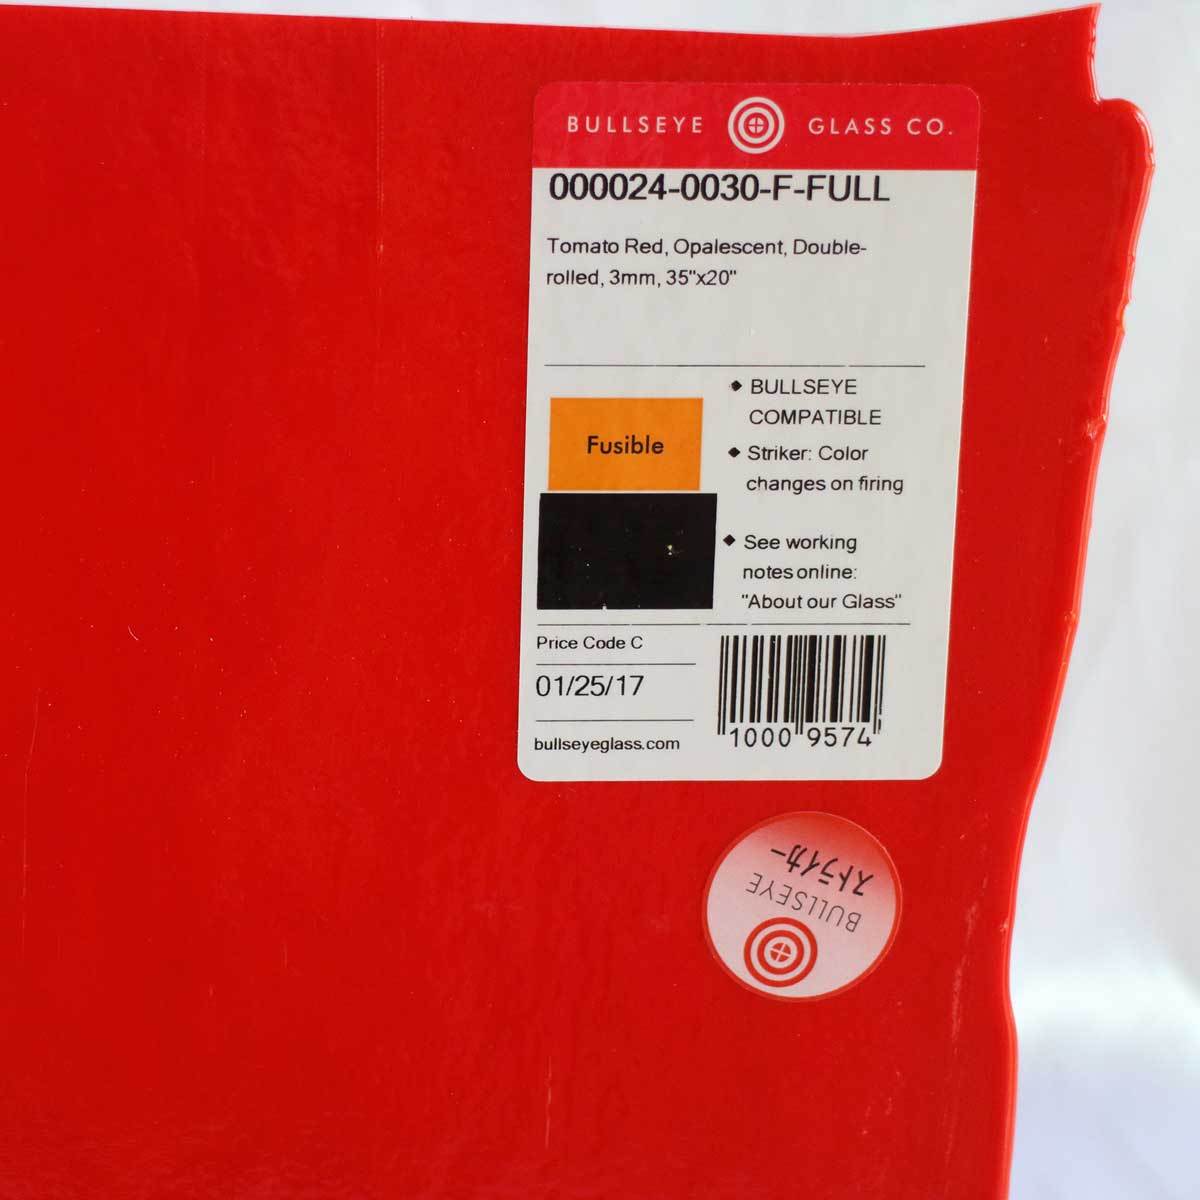 BULLSEYE GLASS CO.
000024-0030-F-FULL
Tomato Red, Opalescent, Double-
rolled, 3mm, 35"x20"
Fusible
◆ BULLSEYE
COMPATIBLE
◆ Striker: Color
changes on firing
◆ See working
notes online:
"About our Glass"
Price Code C
01/25/17
bullseyeglass.com
1000 9574
BULLSEYE
ストライカー